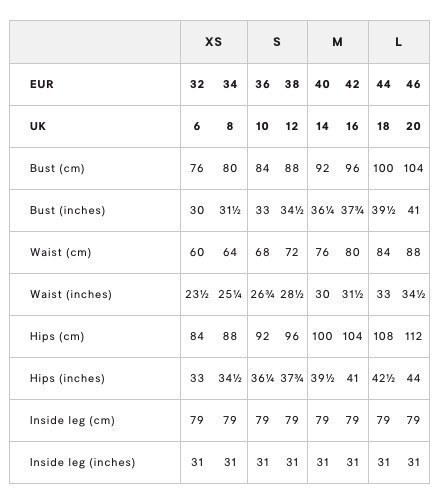 XS S M L
EUR 32 34 36 38 40 42 44 46
UK 6 8 10 12 14 16 18 20
Bust (cm) 76 80 84 88 92 96 100 104
Bust (inches) 30 31½ 33 34½ 36¼ 37¾ 39½ 41
Waist (cm) 60 64 68 72 76 80 84 88
Waist (inches) 23½ 25¼ 26¾ 28½ 30 31½ 33 34½
Hips (cm) 84 88 92 96 100 104 108 112
Hips (inches) 33 34½ 36¼ 37¾ 39½ 41 42½ 44
Inside leg (cm) 79 79 79 79 79 79 79 79
Inside leg (inches) 31 31 31 31 31 31 31 31